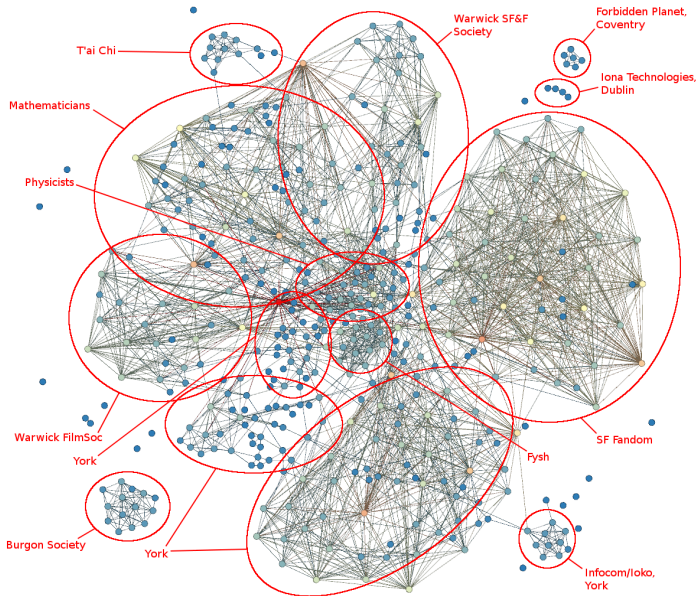 Forbidden Planet,
Coventry
Warwick SF&F
Society
T'ai Chi
Iona Technologies,
Dublin
Mathematicians
Physicists
Warwick FilmSoc
SF Fandom
York
Fysh
Burgon Society
York
Infocom/Ioko,
York